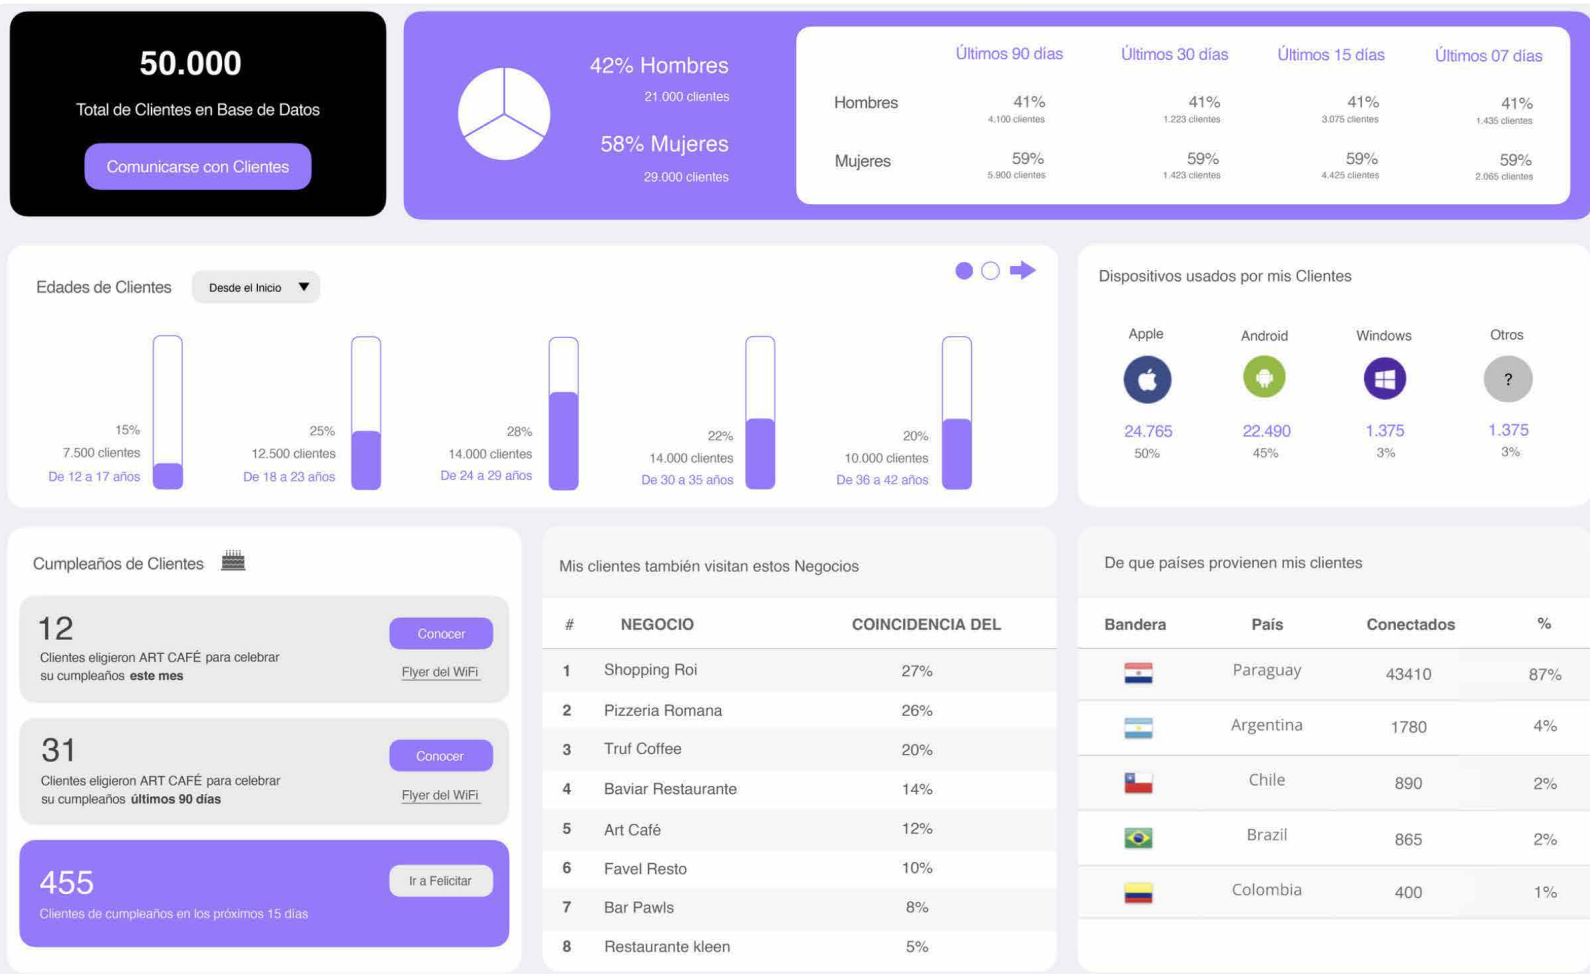 50.000
Total de Clientes en Base de Datos
Comunicarse con Clientes
42% Hombres
21.000 clientes
58% Mujeres
29.000 clientes
Últimos 90 días Últimos 30 días Últimos 15 días Últimos 07 días
Hombres 41% 41% 41% 41%
4.100 clientes 1.223 clientes 3.075 clientes 1.435 clientes
Mujeres 59% 59% 59% 59%
5.900 clientes 1.423 clientes 4.425 clientes 2.065 clientes
Edades de Clientes Desde el Inicio
15%
7.500 clientes
De 12 a 17 años
25%
12.500 clientes
De 18 a 23 años
28%
14.000 clientes
De 24 a 29 años
22%
14.000 clientes
De 30 a 35 años
20%
10.000 clientes
De 36 a 42 años
Dispositivos usados por mis Clientes
Apple Android Windows Otros
?
24.765 22.490 1.375 1.375
50% 45% 3% 3%
Cumpleaños de Clientes
12
Clientes eligieron ART CAFÉ para celebrar
su cumpleaños este mes
Conocer
Flyer del WiFi
31
Clientes eligieron ART CAFÉ para celebrar
su cumpleaños últimos 90 días
Conocer
Flyer del WiFi
455
Clientes de cumpleaños en los próximos 15 días
Ir a Felicitar
Mis clientes también visitan estos Negocios
# NEGOCIO COINCIDENCIA DEL
1 Shopping Roi 27%
2 Pizzeria Romana 26%
3 Truf Coffee 20%
4 Baviar Restaurante 14%
5 Art Café 12%
6 Favel Resto 10%
7 Bar Pawls 8%
8 Restaurante kleen 5%
De que países provienen mis clientes
Bandera País Conectados %
Paraguay 43410 87%
Argentina 1780 4%
Chile 890 2%
Brazil 865 2%
Colombia 400 1%